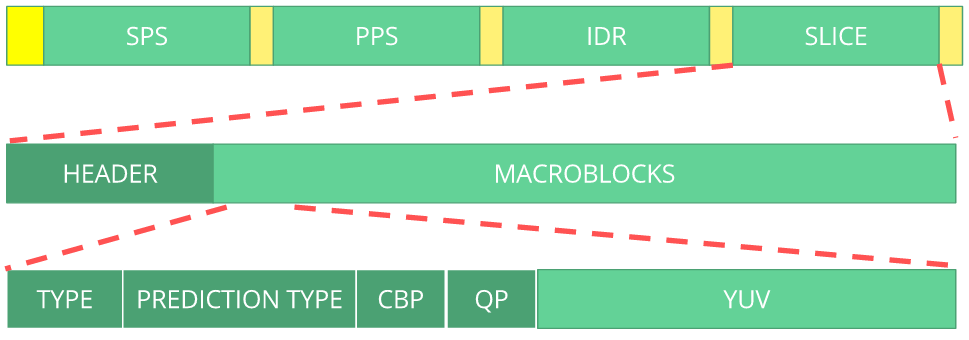 SPS PPS IDR SLICE
HEADER MACROBLOCKS
TYPE PREDICTION TYPE CBP QP YUV